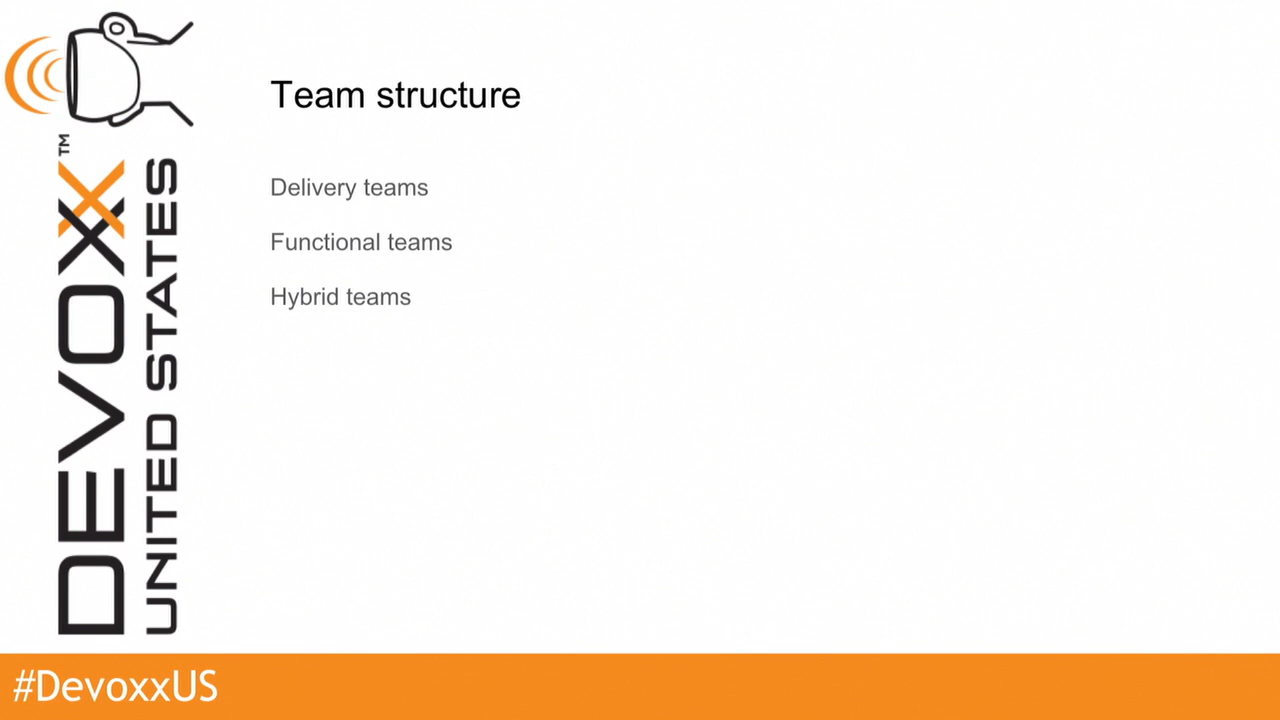 DEVOXX™
UNITED STATES
Team structure
Delivery teams
Functional teams
Hybrid teams
#DevoxxUS